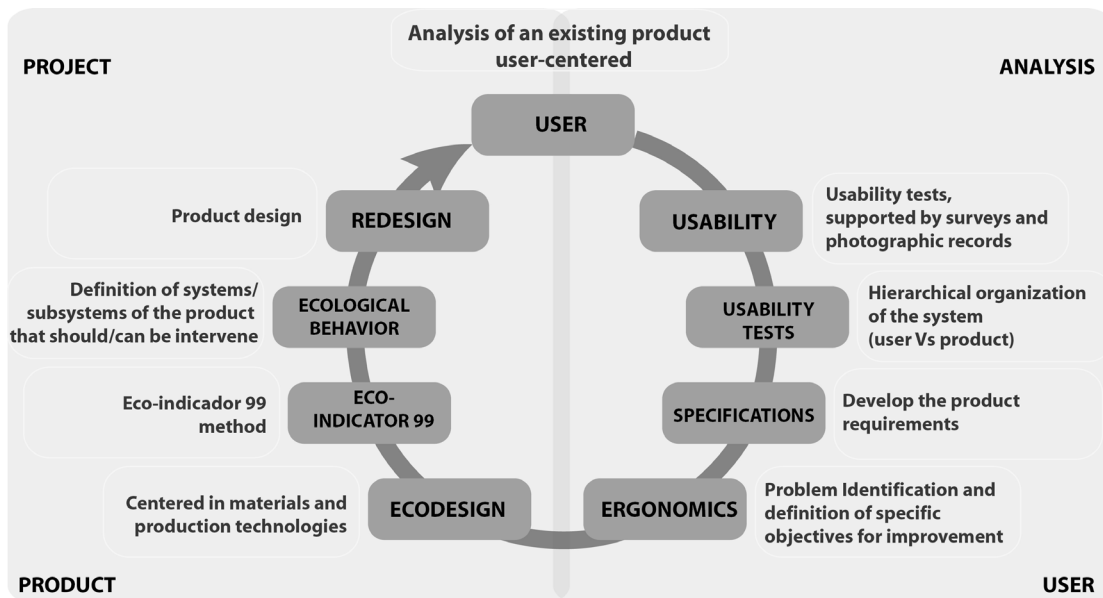 Analysis of an existing product
user-centered
PROJECT
ANALYSIS
USER
USABILITY
Usability tests,
supported by surveys and
photographic records
USABILITY
TESTS
Hierarchical organization
of the system
(user Vs product)
SPECIFICATIONS
Develop the product
requirements
ERGONOMICS
Problem Identification and
definition of specific
objectives for improvement
ECODESIGN
Centered in materials and
production technologies
ECO-
INDICATOR 99
Eco-indicador 99
method
ECOLOGICAL
BEHAVIOR
Definition of systems/
subsystems of the product
that should/can be intervene
REDESIGN
Product design
PRODUCT
USER